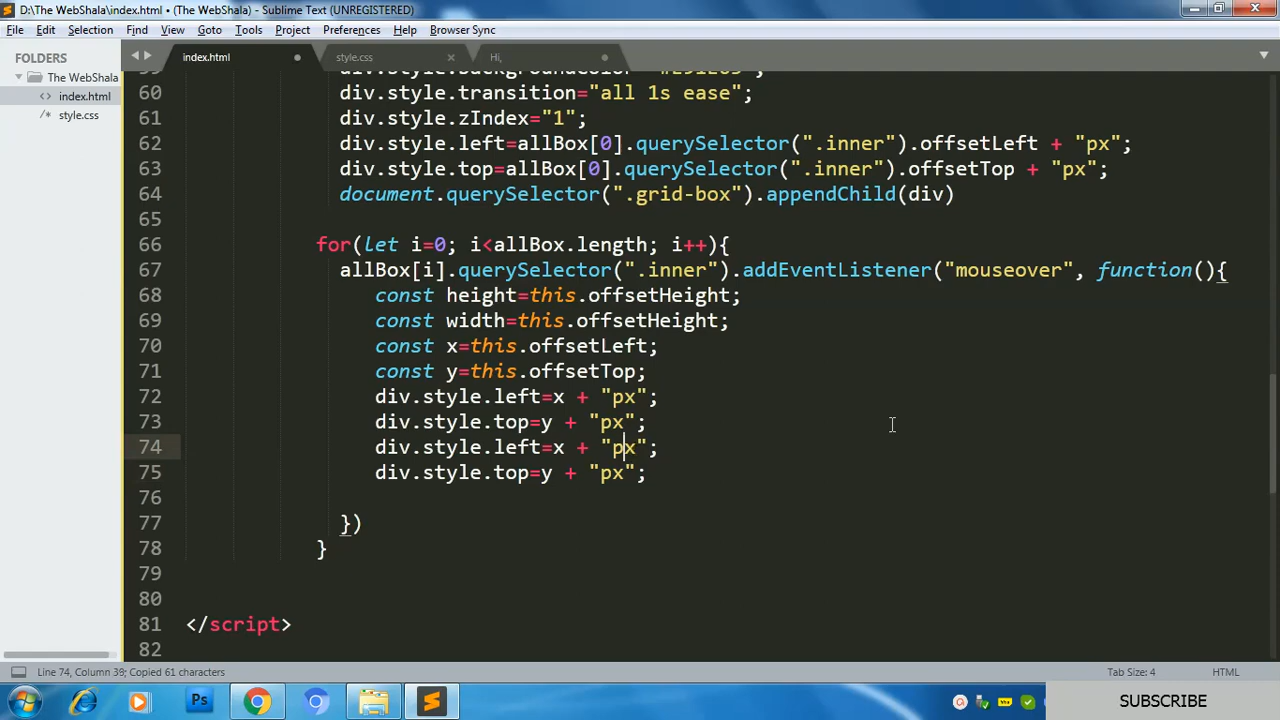 D:\The WebShala\index.html • (The WebShala) - Sublime Text (UNREGISTERED)
File Edit Selection Find View Goto Tools Project Preferences Help Browser Sync
FOLDERS
The WebShala
index.html
style.css
index.html
style.css
Hi,
60 div.style.transition="all 1s ease";
61 div.style.zIndex="1";
62 div.style.left=allBox[0].querySelector(".inner").offsetLeft + "px";
63 div.style.top=allBox[0].querySelector(".inner").offsetTop + "px";
64 document.querySelector(".grid-box").appendChild(div)
65
66 for(let i=0; i<allBox.length; i++){
67 allBox[i].querySelector(".inner").addEventListener("mouseover", function(){
68 const height=this.offsetHeight;
69 const width=this.offsetHeight;
70 const x=this.offsetLeft;
71 const y=this.offsetTop;
72 div.style.left=x + "px";
73 div.style.top=y + "px";
74 div.style.left=x + "px";
75 div.style.top=y + "px";
76
77 })
78 }
79
80
81 </script>
82
Line 74, Column 39; Copied 61 characters
Tab Size: 4
HTML
Ps
SUBSCRIBE